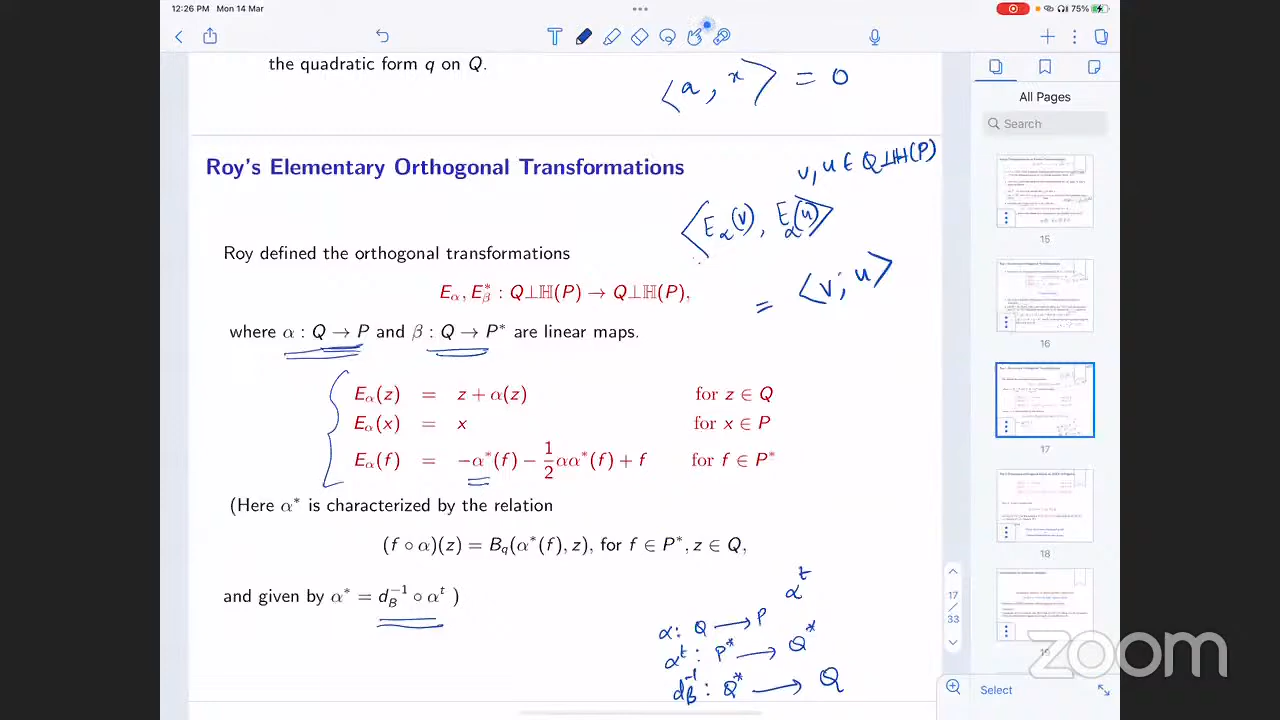 12:26 PM Mon 14 Mar
75%
the quadratic form q on Q.
⟨a, x⟩ = 0
All Pages
Search
Roy's Elementary Orthogonal Transformations
v, u ∈ Q⊥ℍ(P)
⟨E_α(v), E_α(u)⟩
Roy defined the orthogonal transformations
= ⟨v, u⟩
E_α, E*_β : Q⊥ℍ(P) → Q⊥ℍ(P),
where α : Q → P and β : Q → P* are linear maps.
E_α(z) = z + α(z) for z ∈ Q
E_α(x) = x for x ∈ P
E_α(f) = −α*(f) − 1/2 αα*(f) + f for f ∈ P*
(Here α* is characterized by the relation
(f ∘ α)(z) = B_q(α*(f), z), for f ∈ P*, z ∈ Q,
α^t
and given by α* = d_B^{-1} ∘ α^t )
α: Q → P
α^t: P* → Q*
d_B^{-1}: Q* → Q
15
16
17
18
19
17
33
Select
zoom